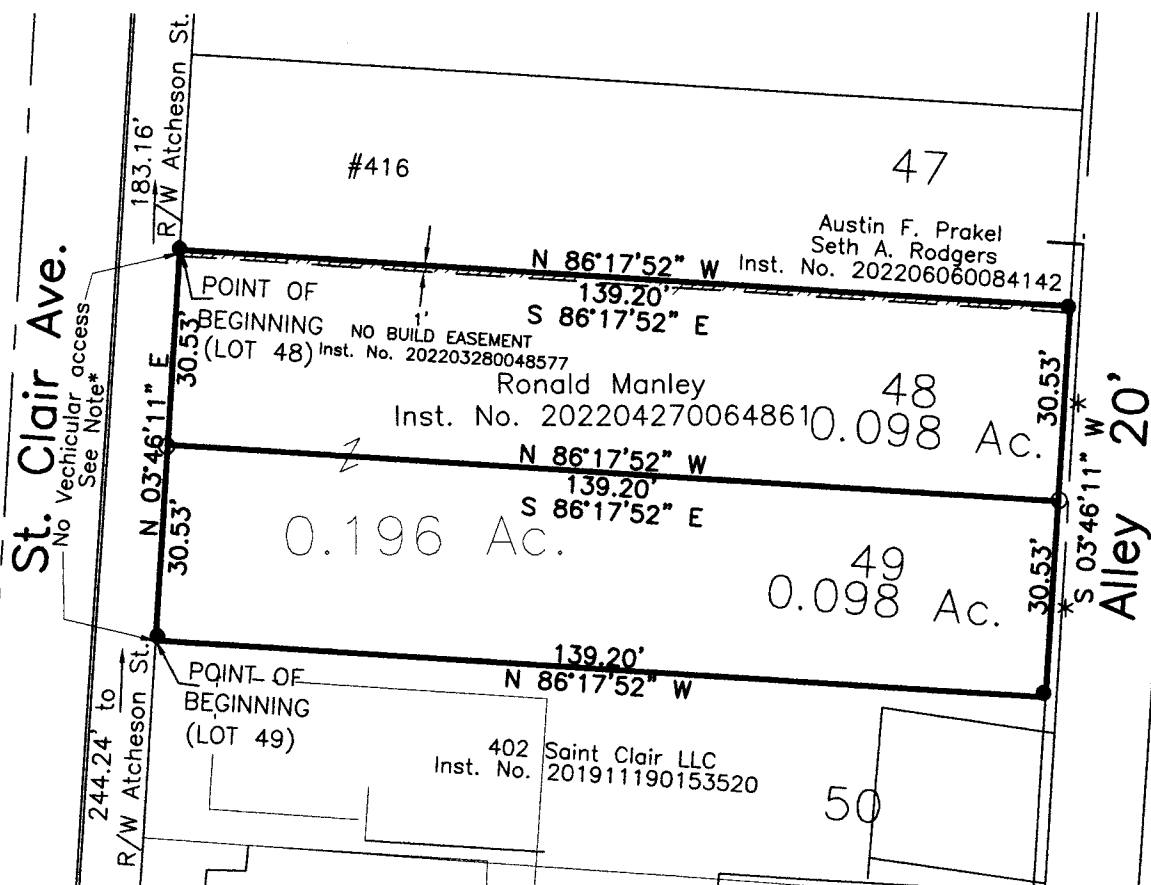 183.16'
R/W Atcheson St.
#416
47
Austin F. Prakel
Seth A. Rodgers
Inst. No. 202206060084142
St. Clair Ave.
No Vechicular access
See Note*
POINT OF
BEGINNING
(LOT 48)
N 86°17'52" W
139.20'
S 86°17'52" E
1'
NO BUILD EASEMENT
Inst. No. 202203280048577
Ronald Manley
Inst. No. 202204270064861
48
0.098 Ac.
30.53'
N 03°46'11" E
30.53'
30.53'
30.53'
S 03°46'11" W
Alley 20'
N 86°17'52" W
139.20'
S 86°17'52" E
Z
0.196 Ac.
49
0.098 Ac.
139.20'
N 86°17'52" W
POINT OF
BEGINNING
(LOT 49)
244.24' to
R/W Atcheson St.
402 Saint Clair LLC
Inst. No. 201911190153520
50